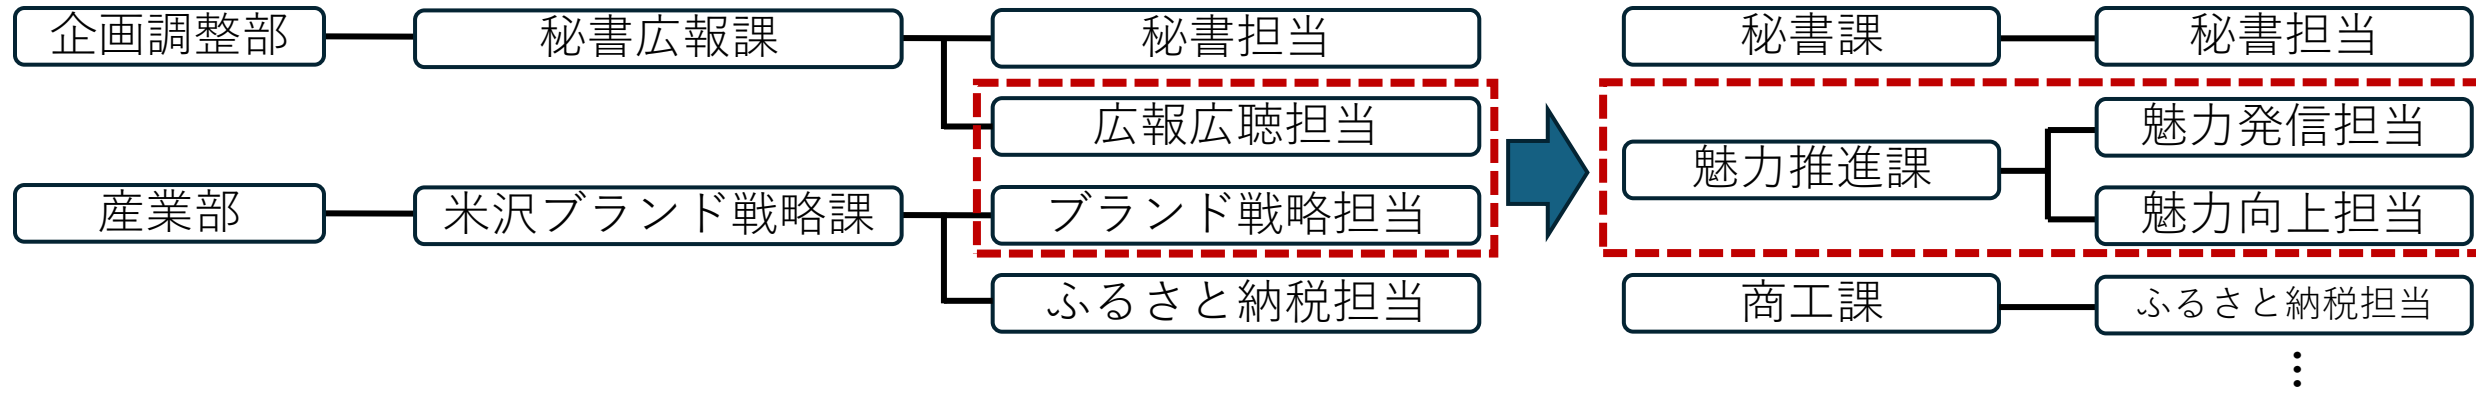 企画調整部
秘書広報課
秘書担当
広報広聴担当
産業部
米沢ブランド戦略課
ブランド戦略担当
ふるさと納税担当
秘書課
秘書担当
魅力推進課
魅力発信担当
魅力向上担当
商工課
ふるさと納税担当
⋮